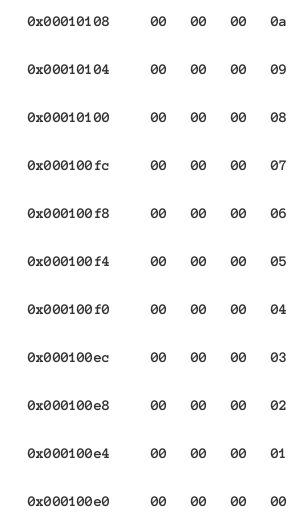 0x00010108 00 00 00 0a
0x00010104 00 00 00 09
0x00010100 00 00 00 08
0x000100fc 00 00 00 07
0x000100f8 00 00 00 06
0x000100f4 00 00 00 05
0x000100f0 00 00 00 04
0x000100ec 00 00 00 03
0x000100e8 00 00 00 02
0x000100e4 00 00 00 01
0x000100e0 00 00 00 00